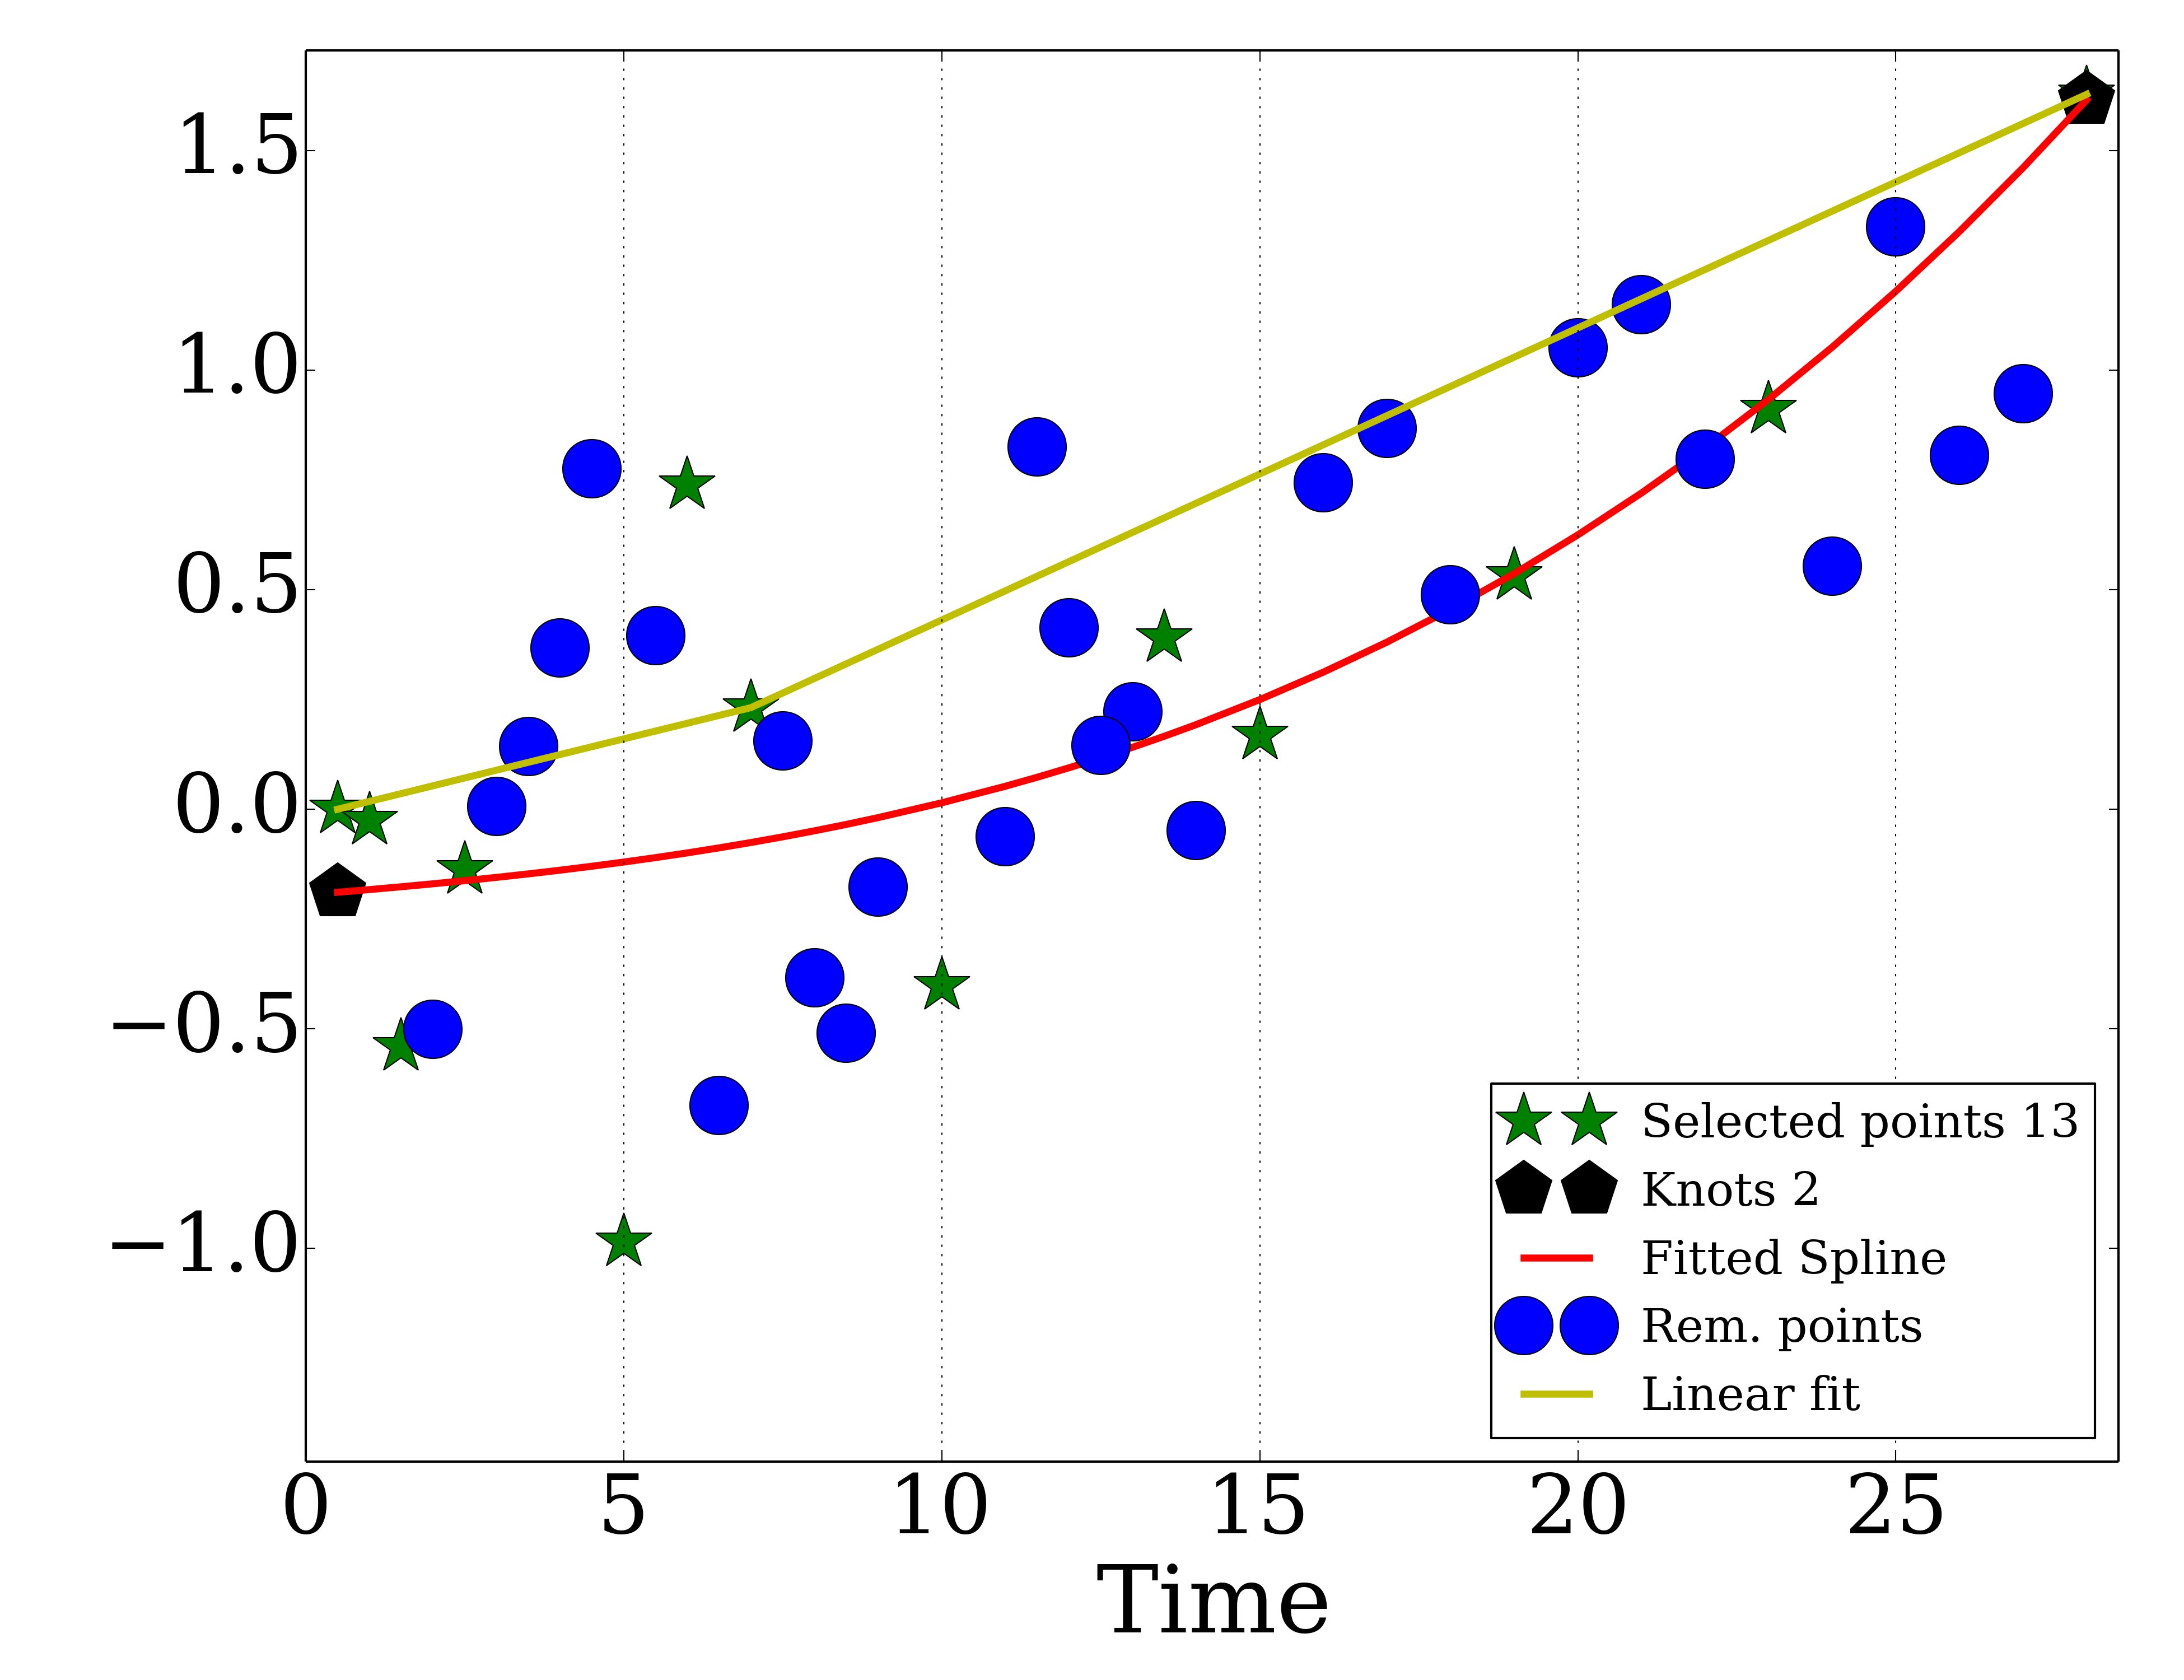 1.5
1.0
0.5
0.0
−0.5
−1.0
Selected points 13
Knots 2
Fitted Spline
Rem. points
Linear fit
0 5 10 15 20 25
Time